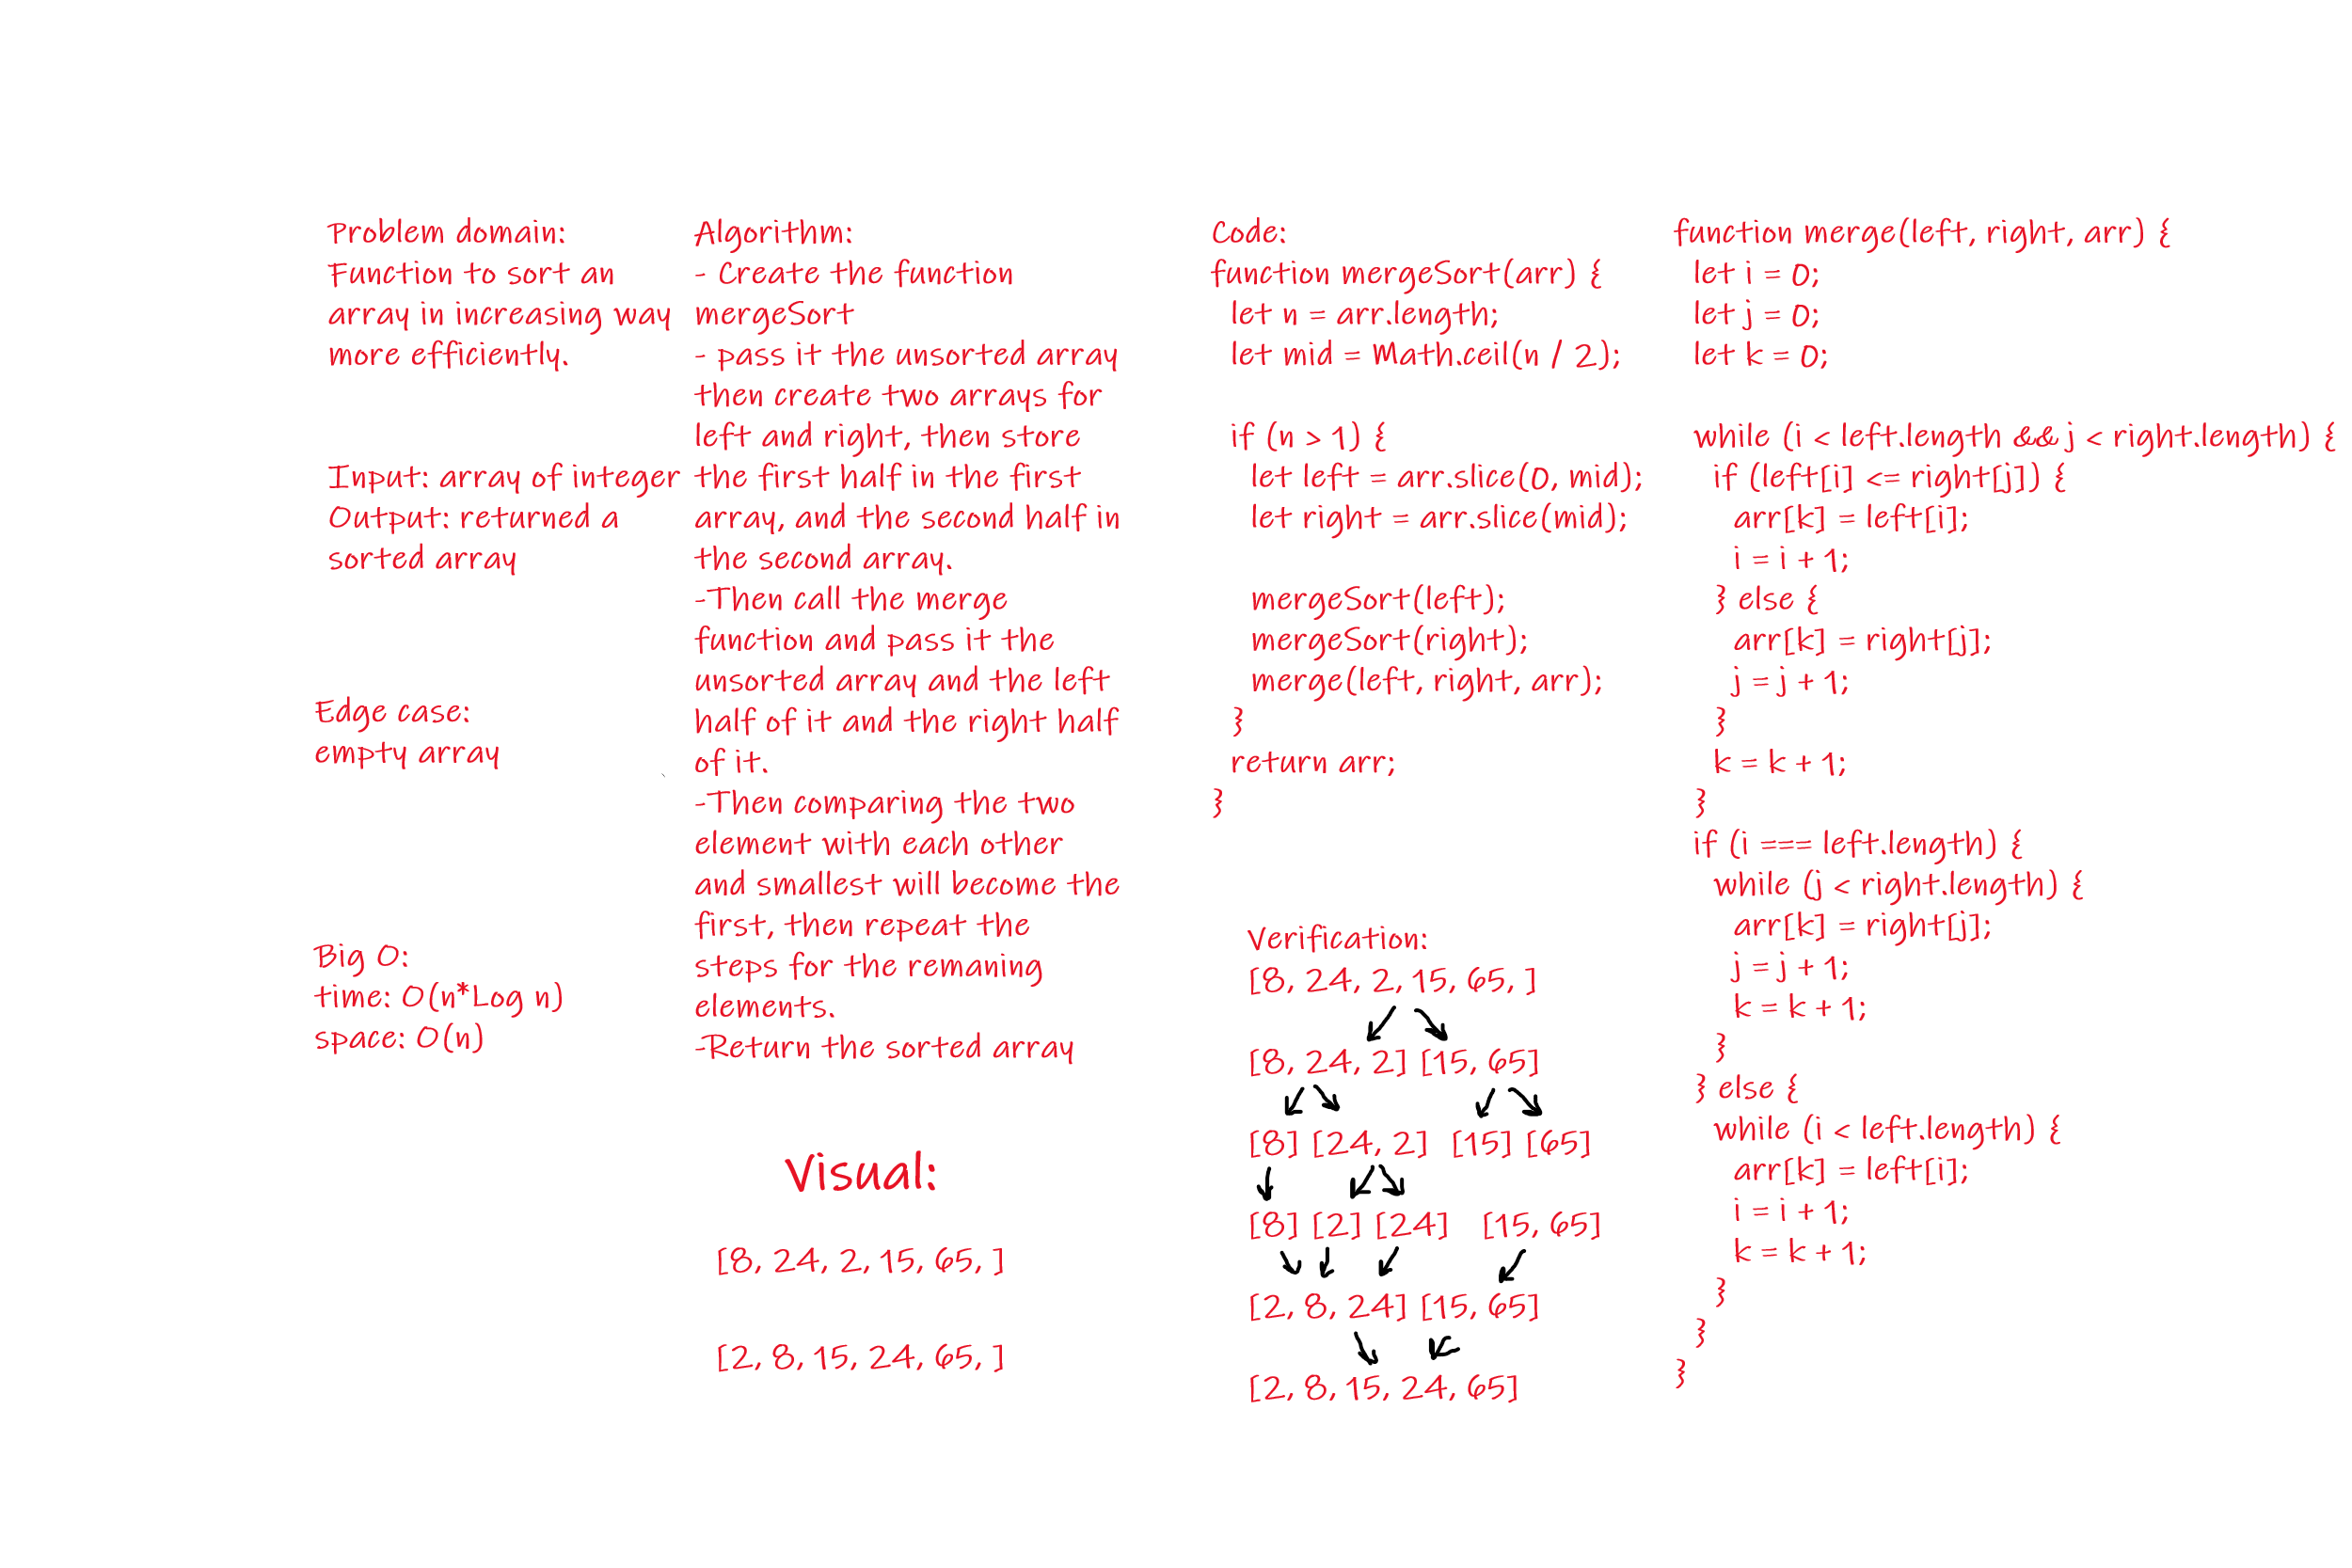 Problem domain:
Function to sort an
array in increasing way
more efficiently.
Input: array of integer
Output: returned a
sorted array
Edge case:
empty array
Big O:
time: O(n*Log n)
space: O(n)
Algorithm:
- Create the function
mergeSort
- pass it the unsorted array
then create two arrays for
left and right, then store
the first half in the first
array, and the second half in
the second array.
-Then call the merge
function and pass it the
unsorted array and the left
half of it and the right half
of it.
-Then comparing the two
element with each other
and smallest will become the
first, then repeat the
steps for the remaning
elements.
-Return the sorted array
Visual:
[8, 24, 2, 15, 65, ]
[2, 8, 15, 24, 65, ]
Code:
function mergeSort(arr) {
let n = arr.length;
let mid = Math.ceil(n / 2);
if (n > 1) {
let left = arr.slice(0, mid);
let right = arr.slice(mid);
mergeSort(left);
mergeSort(right);
merge(left, right, arr);
}
return arr;
}
Verification:
[8, 24, 2, 15, 65, ]
[8, 24, 2] [15, 65]
[8] [24, 2] [15] [65]
[8] [2] [24] [15, 65]
[2, 8, 24] [15, 65]
[2, 8, 15, 24, 65]
function merge(left, right, arr) {
let i = 0;
let j = 0;
let k = 0;
while (i < left.length && j < right.length) {
if (left[i] <= right[j]) {
arr[k] = left[i];
i = i + 1;
} else {
arr[k] = right[j];
j = j + 1;
}
k = k + 1;
}
if (i === left.length) {
while (j < right.length) {
arr[k] = right[j];
j = j + 1;
k = k + 1;
}
} else {
while (i < left.length) {
arr[k] = left[i];
i = i + 1;
k = k + 1;
}
}
}